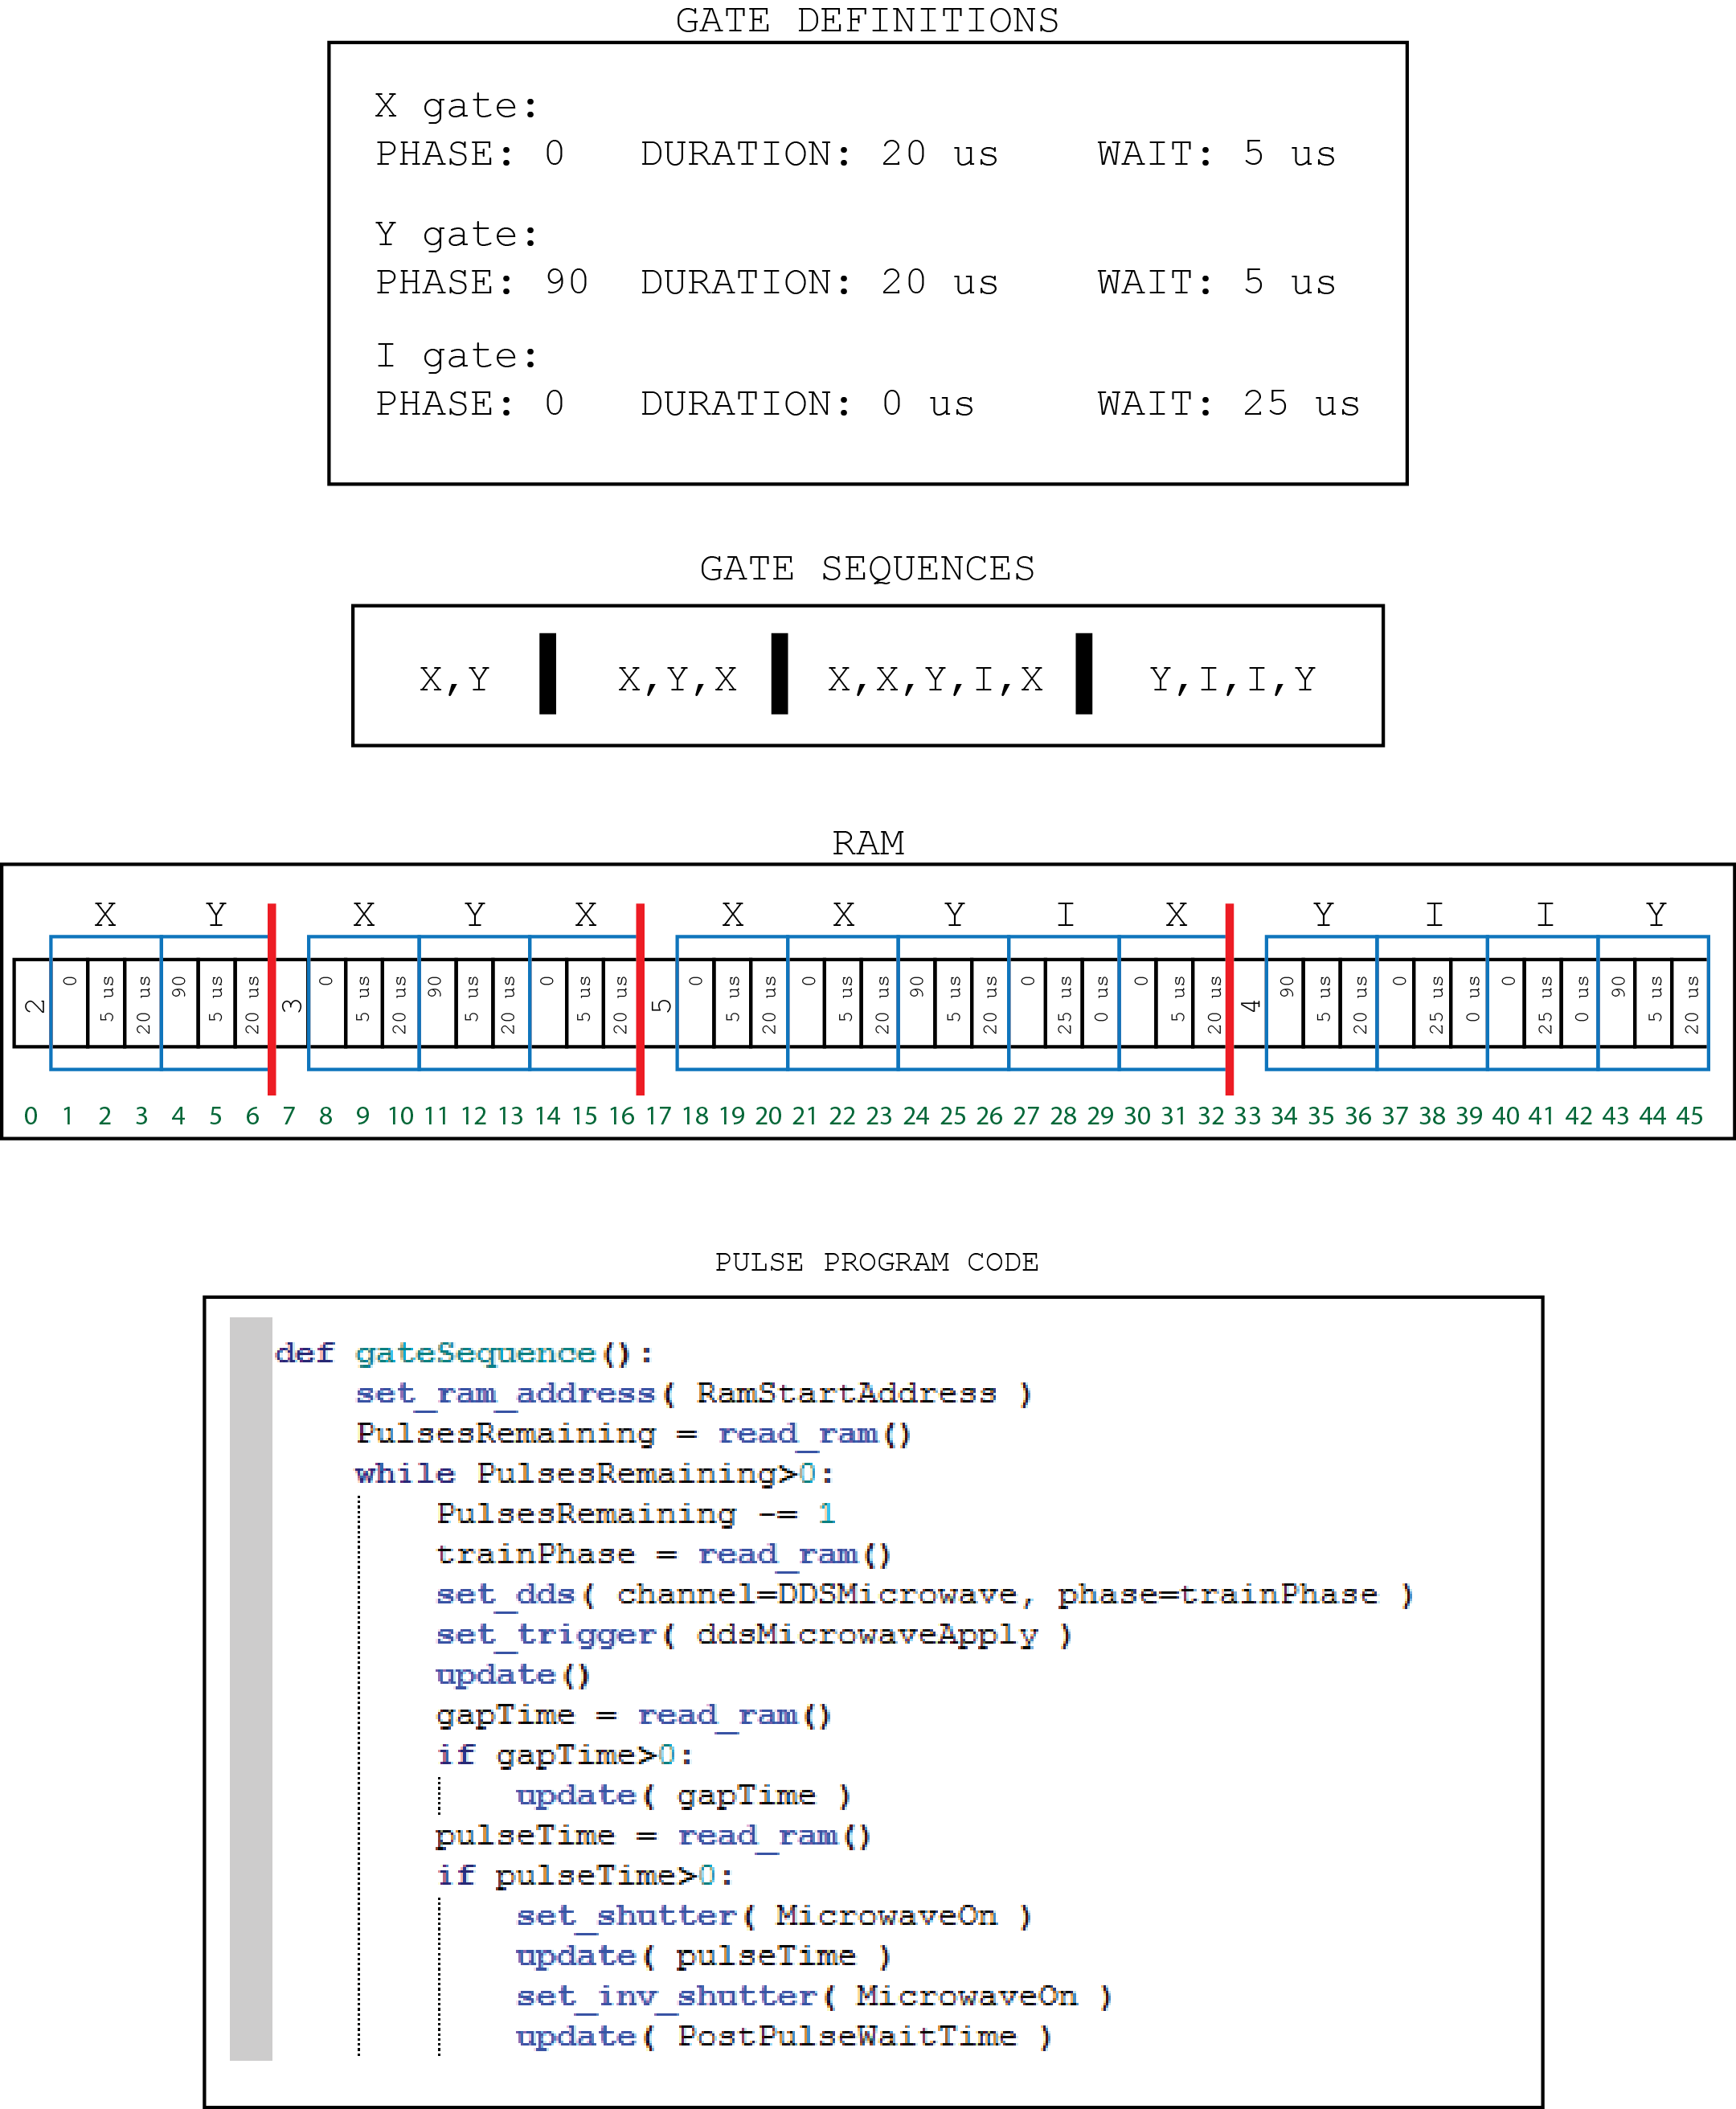 GATE DEFINITIONS
X gate:
PHASE: 0 DURATION: 20 us WAIT: 5 us
Y gate:
PHASE: 90 DURATION: 20 us WAIT: 5 us
I gate:
PHASE: 0 DURATION: 0 us WAIT: 25 us
GATE SEQUENCES
X,Y X,Y,X X,X,Y,I,X Y,I,I,Y
RAM
X Y X Y X X X Y I X Y I I Y
2 0 5 us 20 us 90 5 us 20 us 3 0 5 us 20 us 90 5 us 20 us 0 5 us 20 us 5 0 5 us 20 us 0 5 us 20 us 90 5 us 20 us 0 25 us 0 us 0 5 us 20 us 4 90 5 us 20 us 0 25 us 0 us 0 25 us 0 us 90 5 us 20 us
0 1 2 3 4 5 6 7 8 9 10 11 12 13 14 15 16 17 18 19 20 21 22 23 24 25 26 27 28 29 30 31 32 33 34 35 36 37 38 39 40 41 42 43 44 45
PULSE PROGRAM CODE
def gateSequence():
set_ram_address( RamStartAddress )
PulsesRemaining = read_ram()
while PulsesRemaining>0:
PulsesRemaining -= 1
trainPhase = read_ram()
set_dds( channel=DDSMicrowave, phase=trainPhase )
set_trigger( ddsMicrowaveApply )
update()
gapTime = read_ram()
if gapTime>0:
update( gapTime )
pulseTime = read_ram()
if pulseTime>0:
set_shutter( MicrowaveOn )
update( pulseTime )
set_inv_shutter( MicrowaveOn )
update( PostPulseWaitTime )